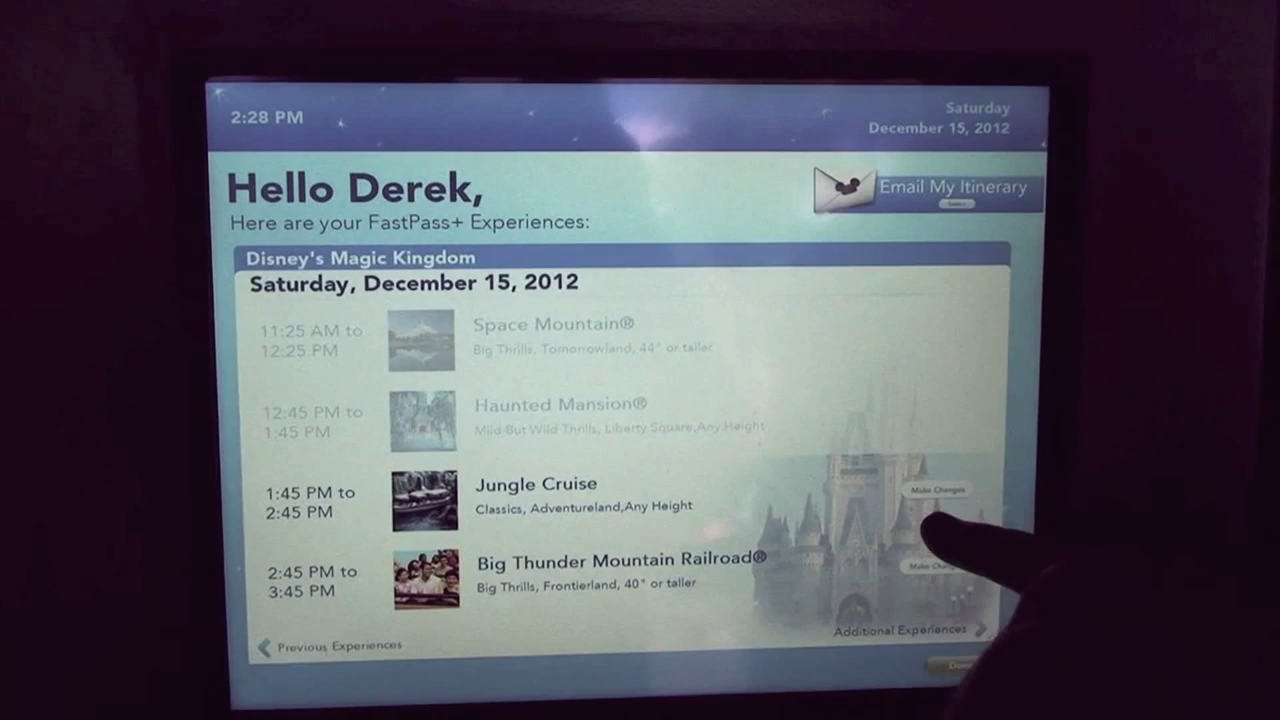 2:28 PM
Saturday
December 15, 2012
Hello Derek,
Here are your FastPass+ Experiences:
Email My Itinerary
Select
Disney's Magic Kingdom
Saturday, December 15, 2012
11:25 AM to
12:25 PM
Space Mountain®
Big Thrills, Tomorrowland, 44" or taller
12:45 PM to
1:45 PM
Haunted Mansion®
Mild But Wild Thrills, Liberty Square,Any Height
1:45 PM to
2:45 PM
Jungle Cruise
Classics, Adventureland,Any Height
Make Changes
2:45 PM to
3:45 PM
Big Thunder Mountain Railroad®
Big Thrills, Frontierland, 40" or taller
Make
Previous Experiences
Additional Experiences